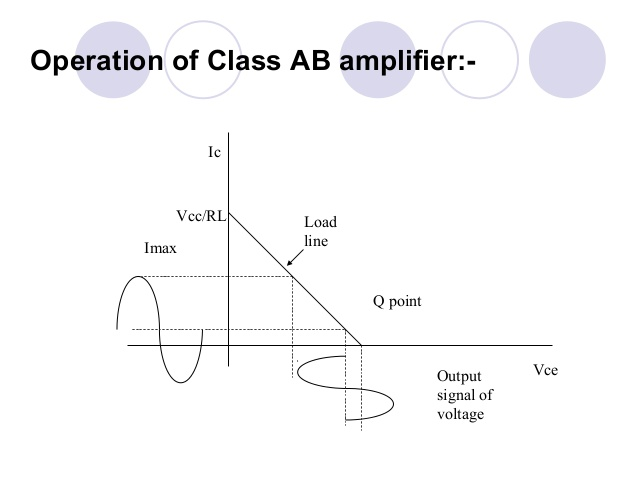 Operation of Class AB amplifier:-
Ic
Vcc/RL
Load
line
Imax
Q point
Vce
Output
signal of
voltage